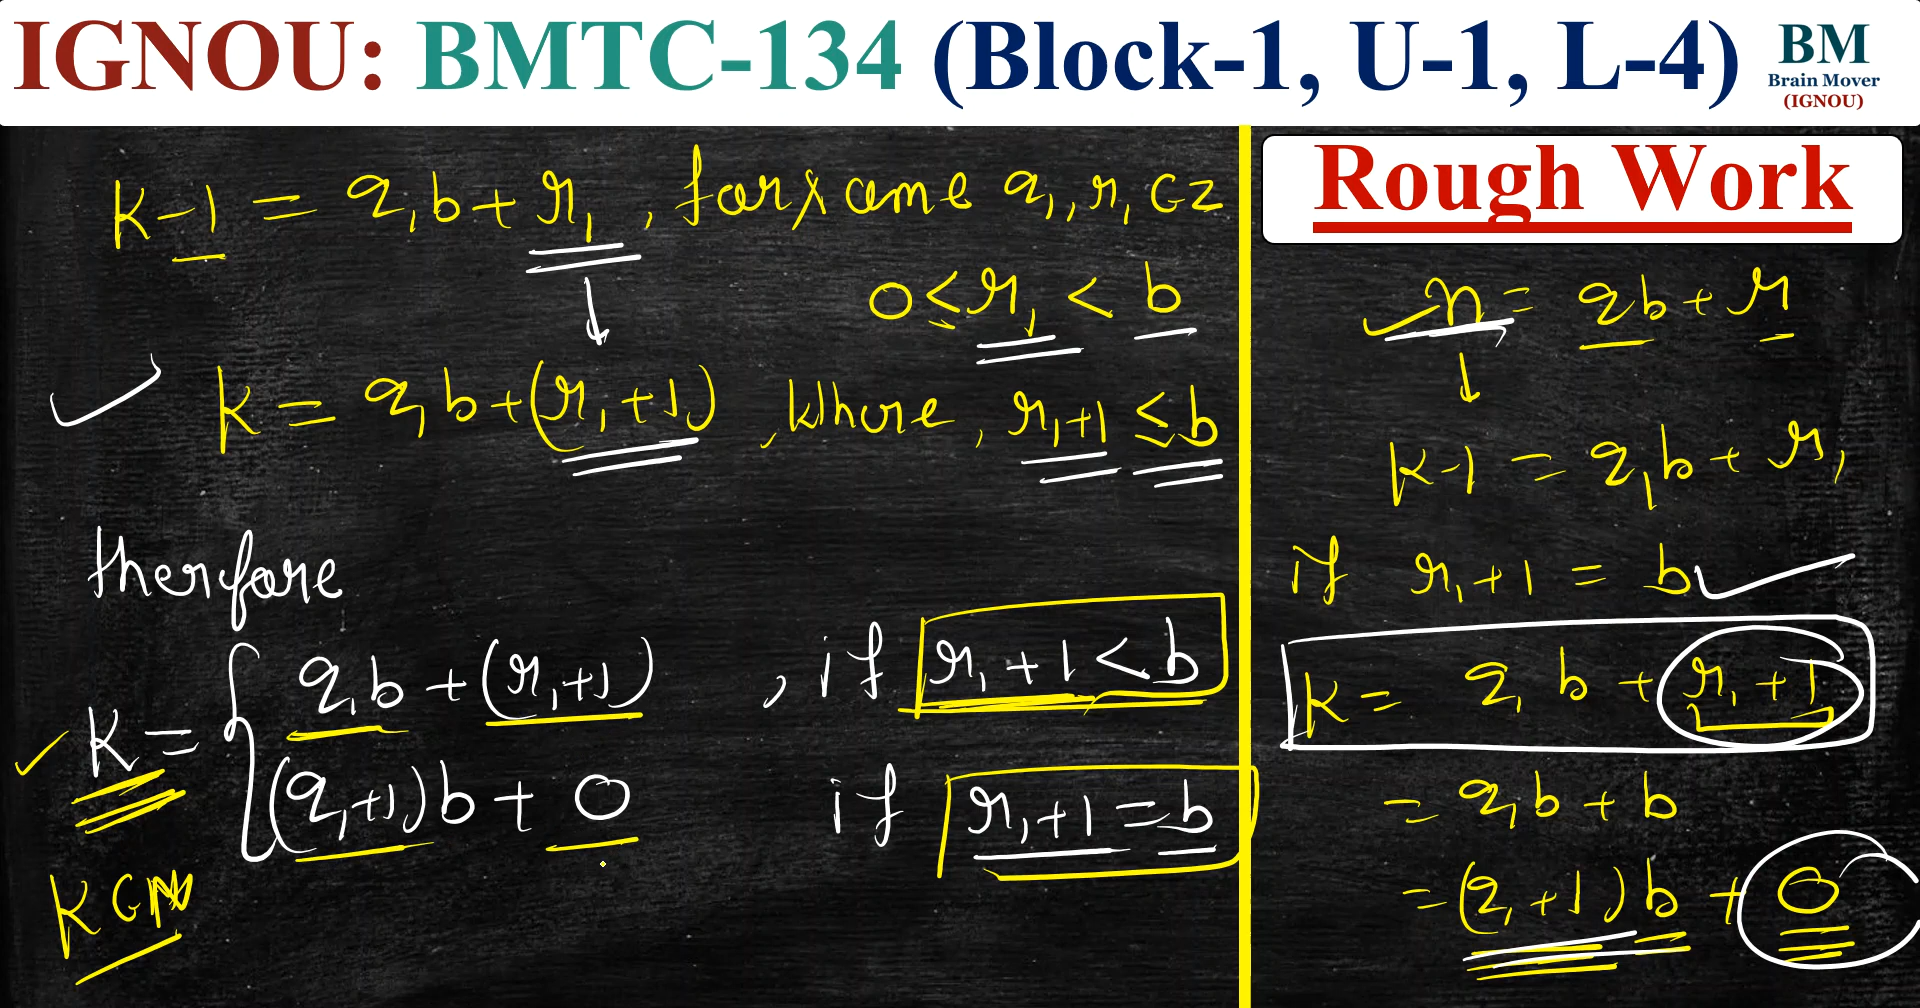 IGNOU: BMTC-134 (Block-1, U-1, L-4)
BM
Brain Mover
(IGNOU)
k-1 = q₁b + r₁ , for some q₁, r₁ ∈ Z
0 ≤ r₁ < b
k = q₁b + (r₁+1) , where, r₁+1 ≤ b
therfore
k = { q₁b + (r₁+1) , if r₁+1 < b
(q₁+1)b + 0 if r₁+1 = b
k ∈ N
Rough Work
n = qb + r
k-1 = q₁b + r₁
if r₁+1 = b
k = q₁b + r₁+1
= q₁b + b
= (q₁+1)b + 0